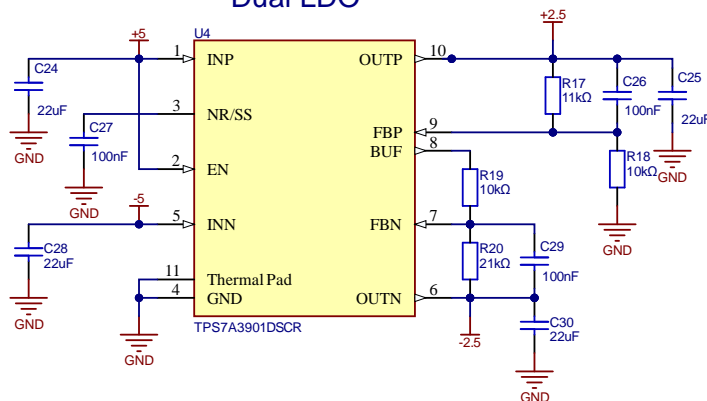 Dual LDO
+5
U4
+2.5
1
INP
OUTP
10
C24
22uF
GND
3
NR/SS
C27
100nF
GND
R17
11kΩ
C26
100nF
C25
22uF
GND
FBP
9
BUF
8
2
EN
R18
10kΩ
GND
R19
10kΩ
-5
5
INN
FBN
7
C28
22uF
GND
R20
21kΩ
C29
100nF
11
Thermal Pad
4
GND
OUTN
6
GND
TPS7A3901DSCR
-2.5
C30
22uF
GND